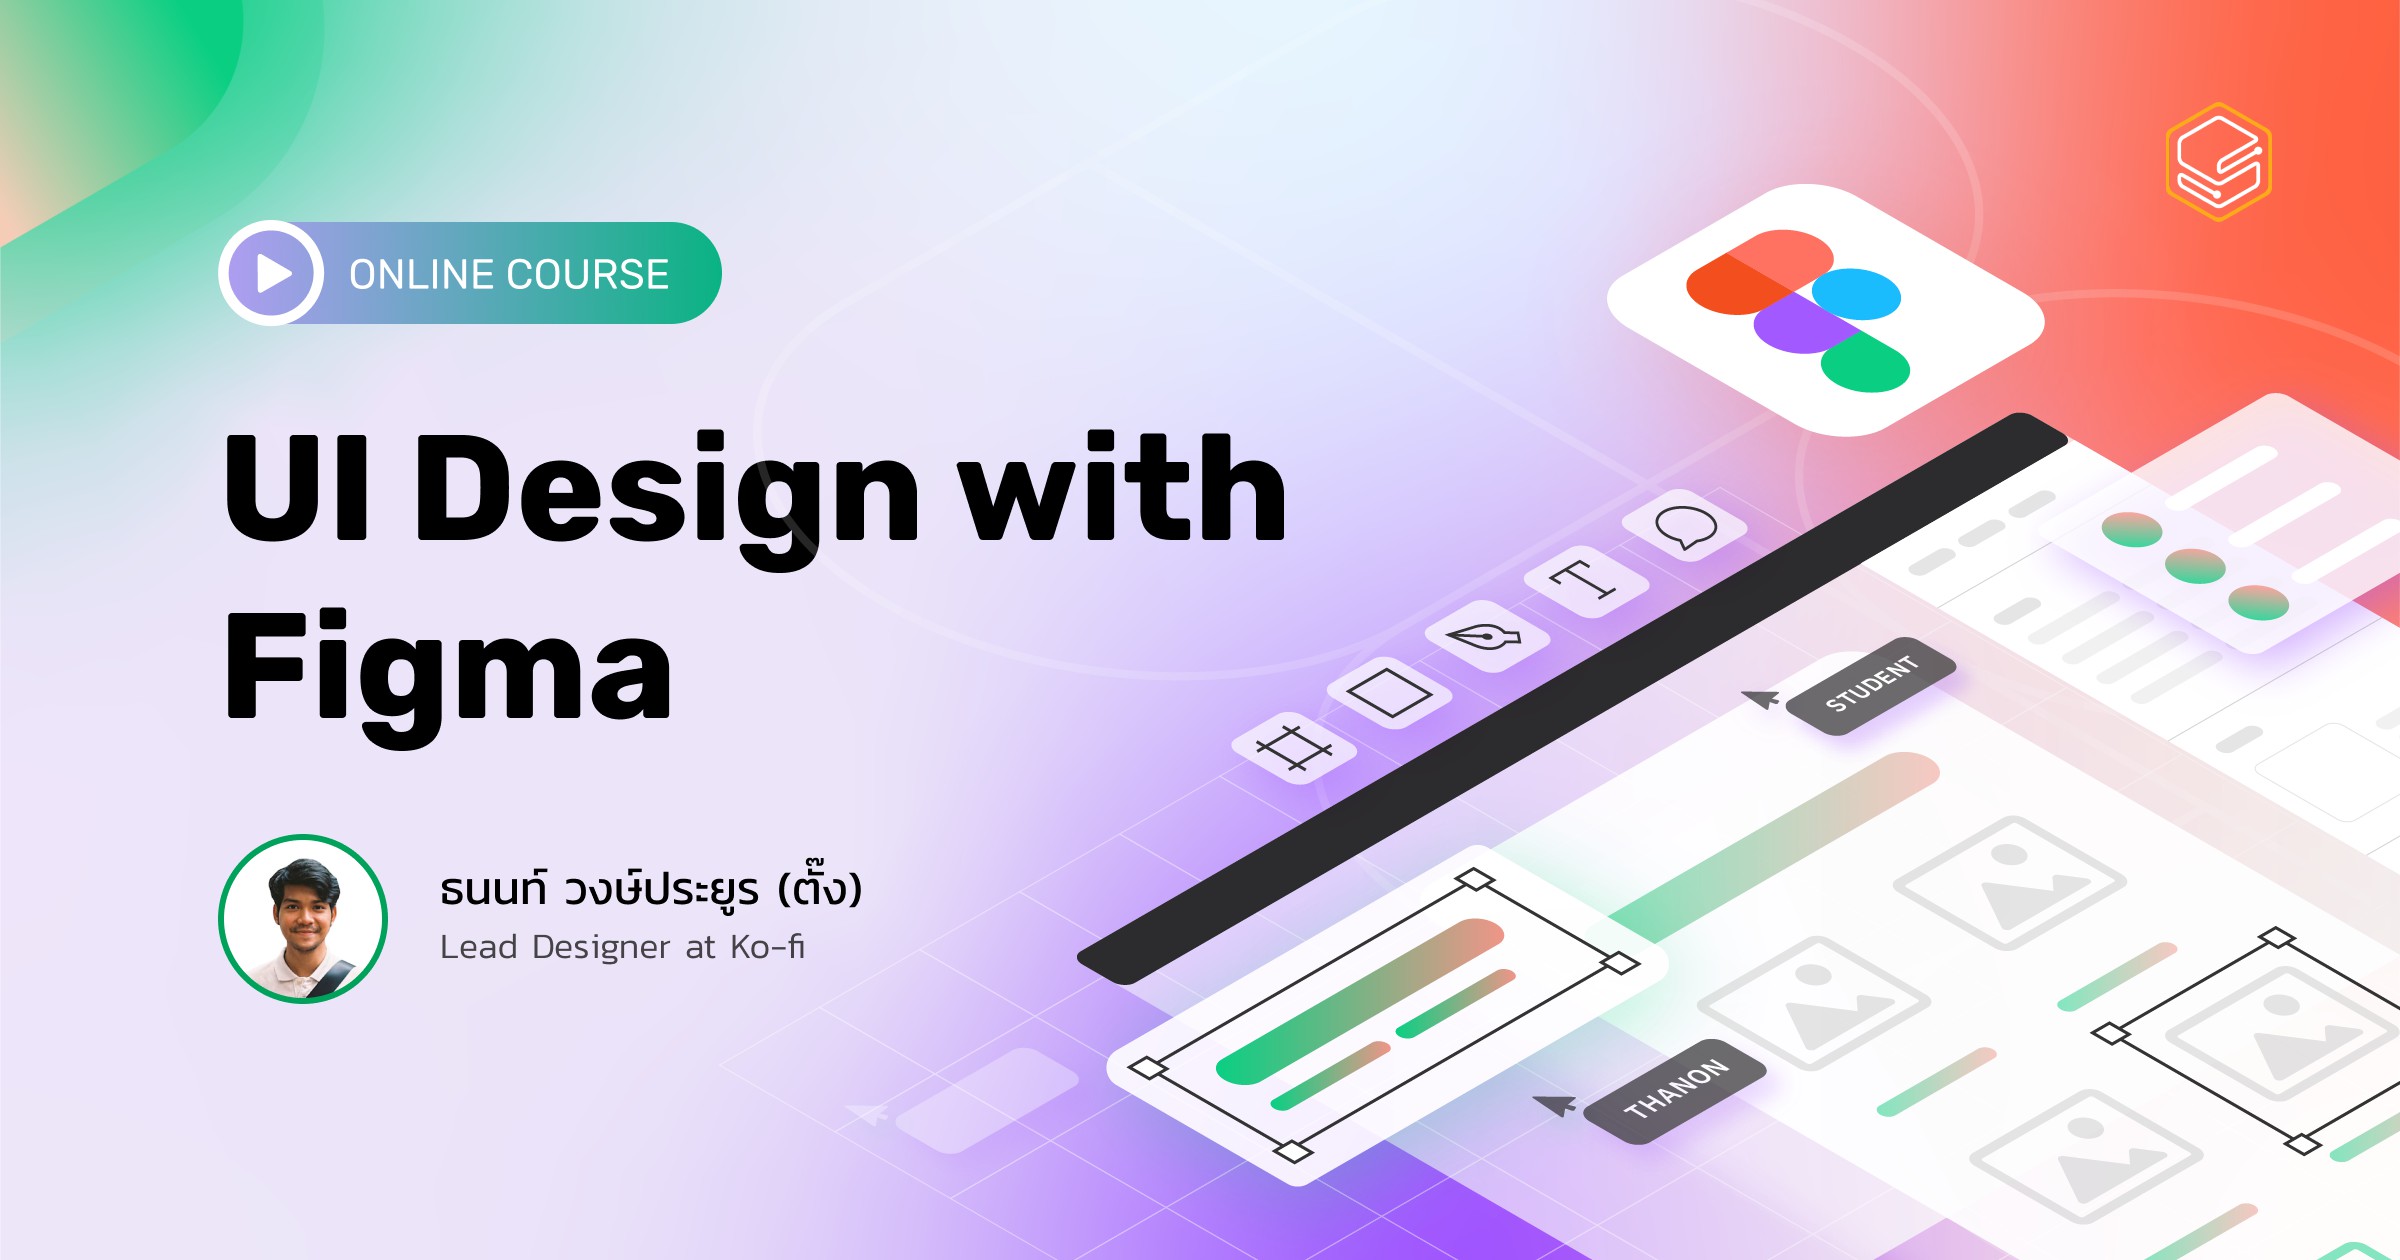 ONLINE COURSE
UI Design with
Figma
ธนนท์ วงษ์ประยูร (ตั๊ง)
Lead Designer at Ko-fi
STUDENT
THANON